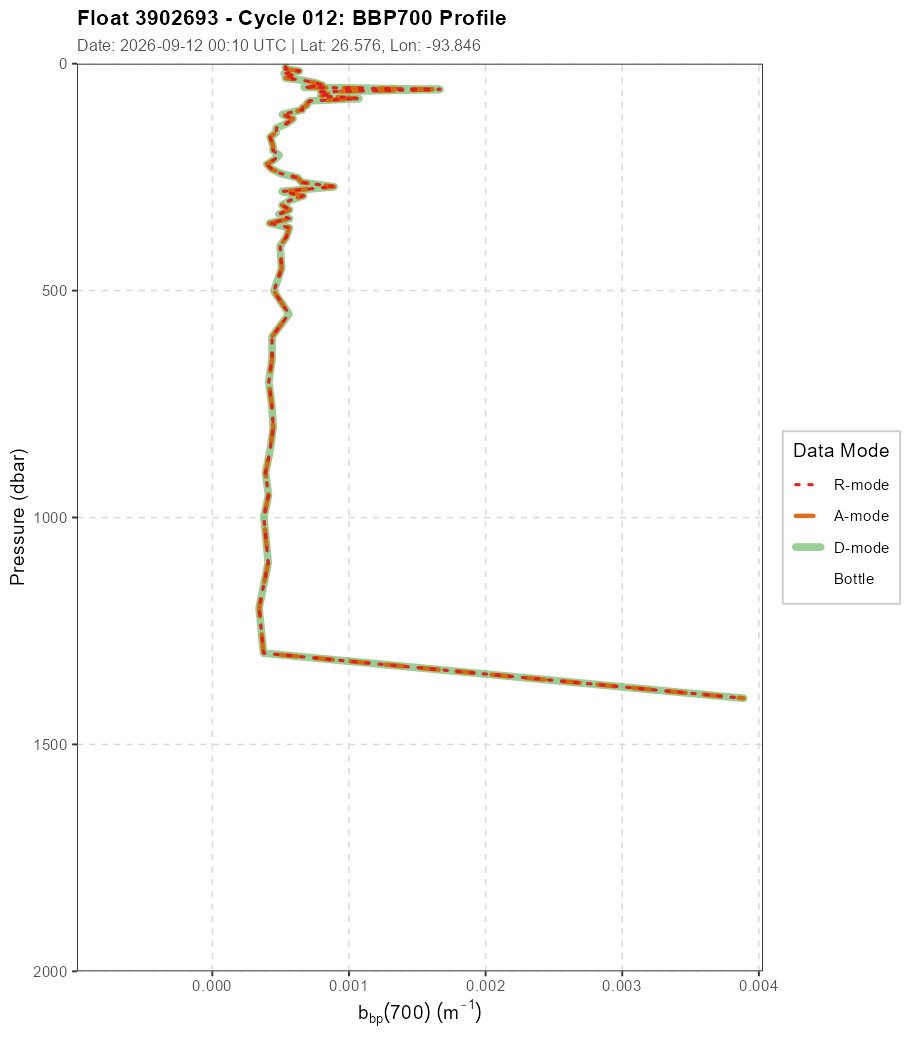 Float 3902693 - Cycle 012: BBP700 Profile
Date: 2026-09-12 00:10 UTC | Lat: 26.576, Lon: -93.846
0
500
1000
1500
2000
Pressure (dbar)
0.000
0.001
0.002
0.003
0.004
b_bp(700) (m⁻¹)
Data Mode
R-mode
A-mode
D-mode
Bottle